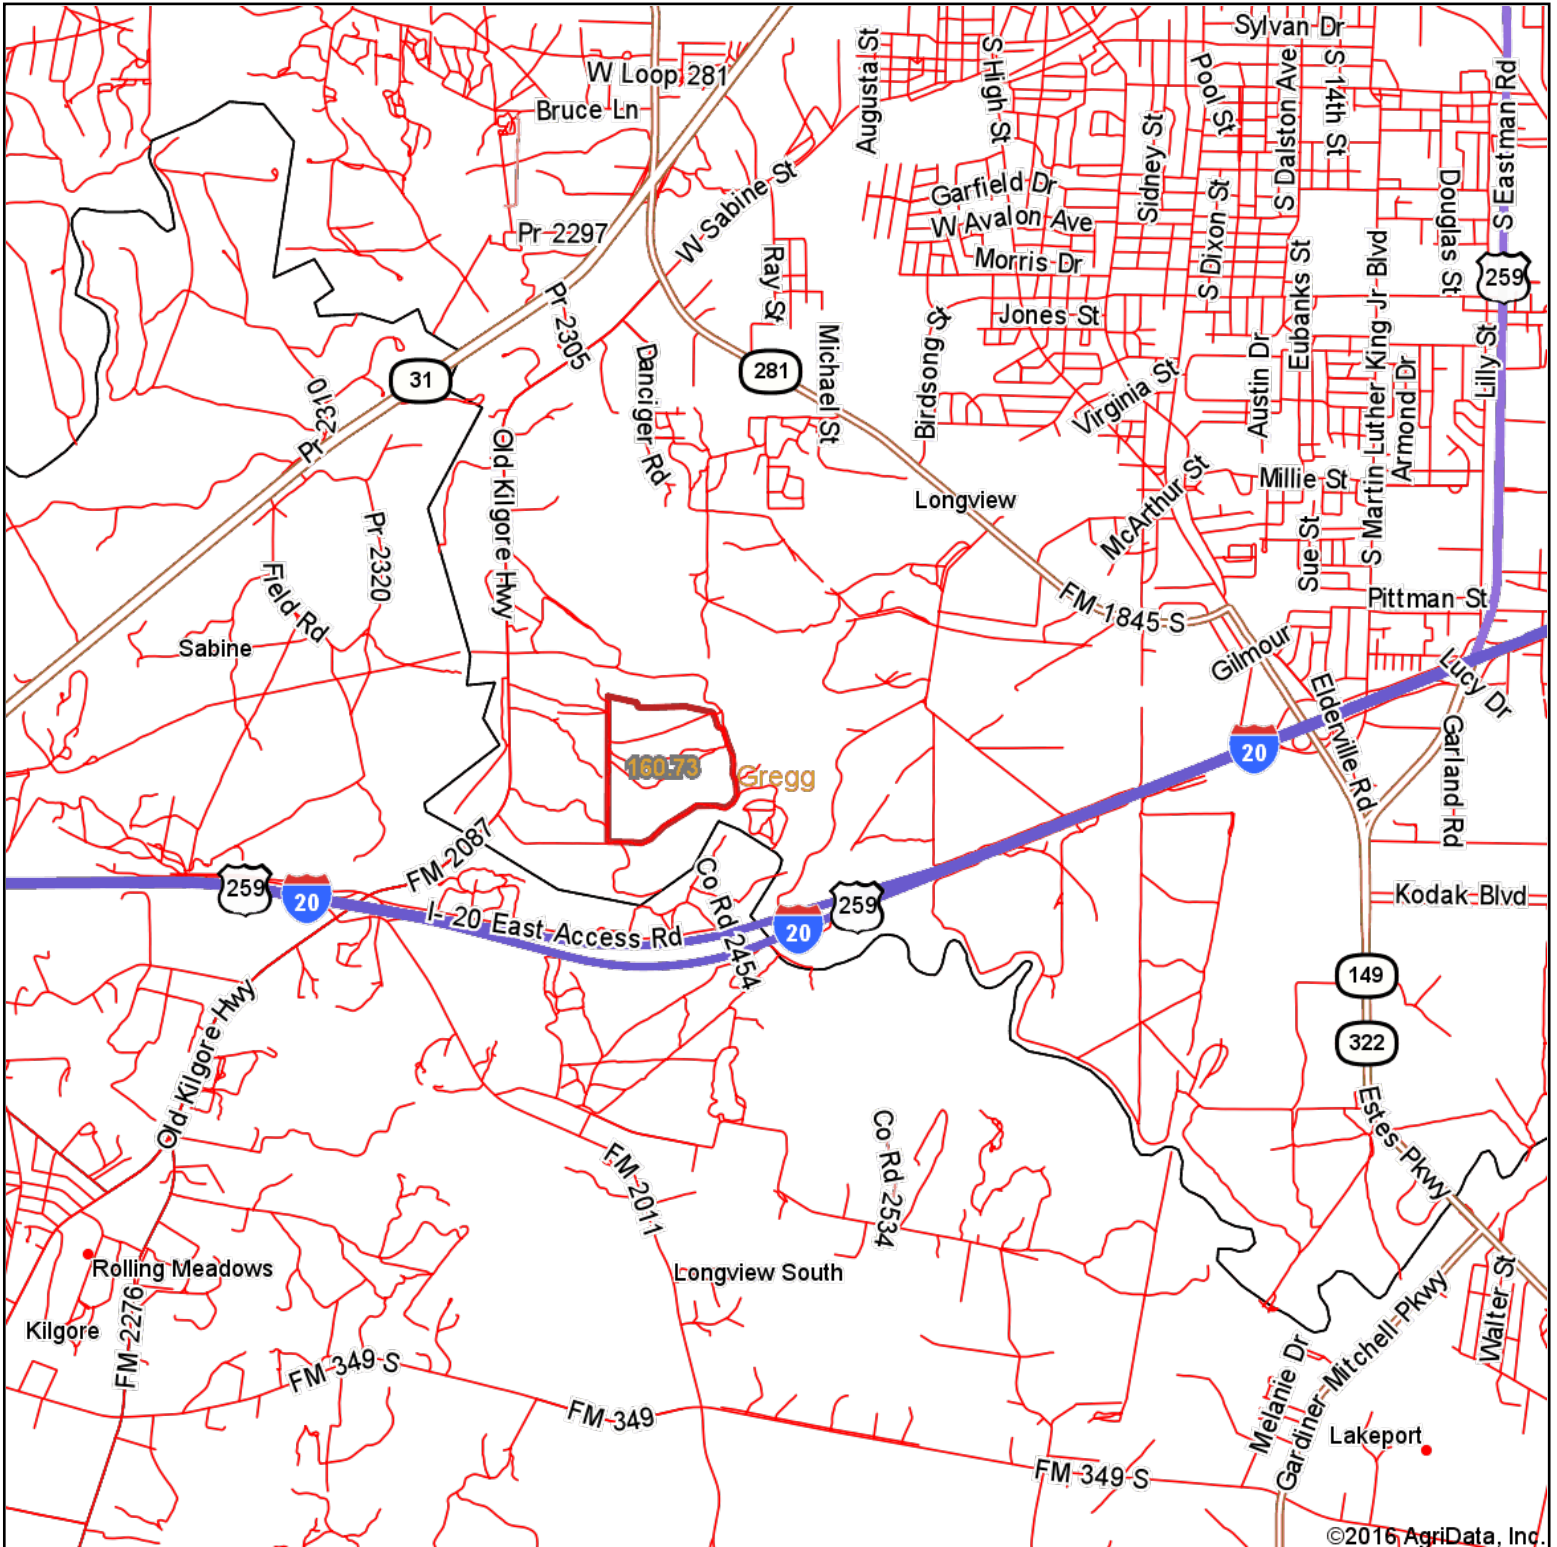 Sylvan Dr
W Loop 281
Bruce Ln
Augusta St
S High St
Pool St
S Dalston Ave
S 14th St
S Eastman Rd
Sidney St
Garfield Dr
W Avalon Ave
Morris Dr
S Dixon St
Douglas St
W Sabine St
Pr 2297
Ray St
Pr 2305
Jones St
Birdsong St
Eubanks St
S Martin Luther King Jr Blvd
259
Lilly St
31
281
Danciger Rd
Michael St
Virginia St
Austin Dr
Armond Dr
Pr 2310
Old Kilgore Hwy
Longview
McArthur St
Millie St
Sue St
Pr 2320
Field Rd
Sabine
FM 1845 S
Pittman St
Gilmour
Lucy Dr
Elderville Rd
Garland Rd
20
160.73
Gregg
FM 2087
259
20
I- 20 East Access Rd
Co Rd 2454
20
259
Kodak Blvd
149
322
Old Kilgore Hwy
Estes Pkwy
Co Rd 2534
FM 2011
Rolling Meadows
Longview South
Kilgore
FM 2276
FM 349 S
FM 349
FM 349 S
Melanie Dr
Gardiner Mitchell Pkwy
Walter St
Lakeport
©2016 AgriData, Inc.